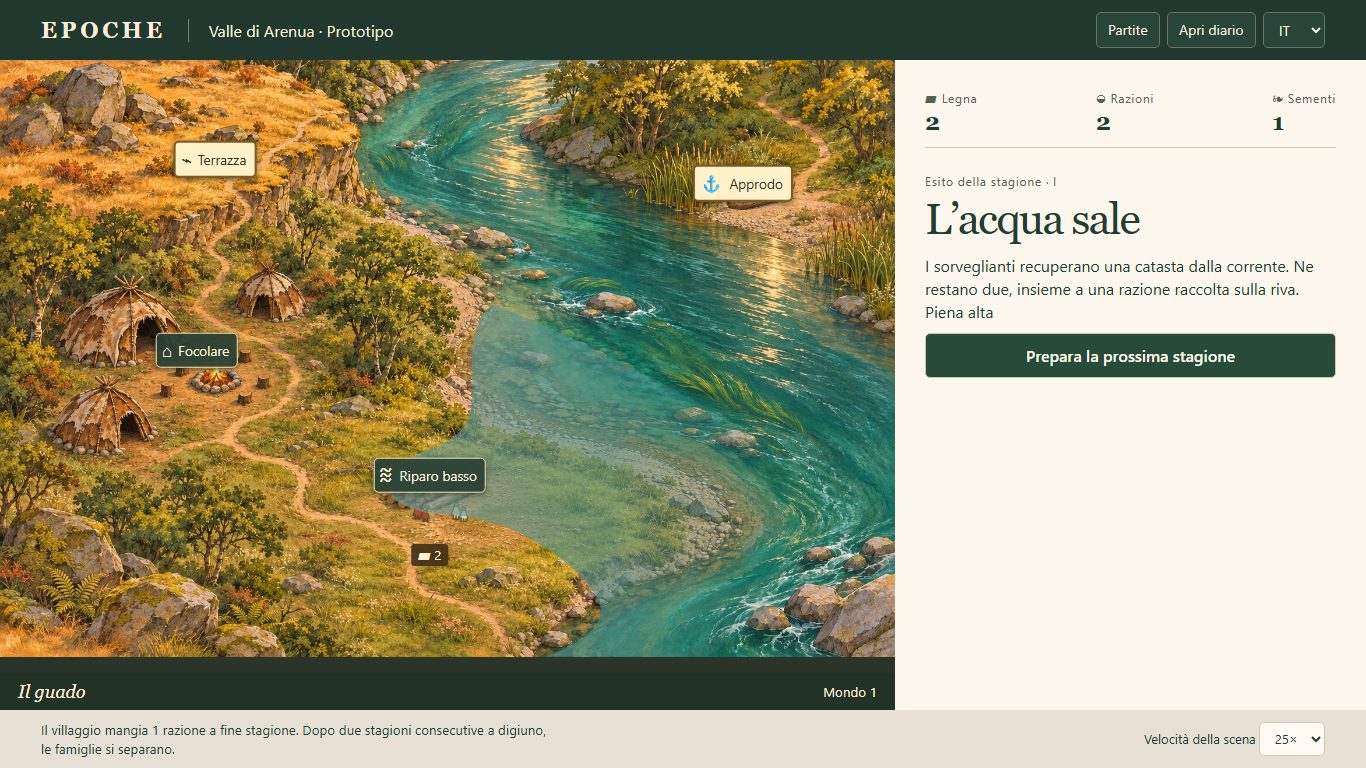 EPOCHE
Valle di Arenua · Prototipo
Partite
Apri diario
IT
Terrazza
Approdo
Focolare
Riparo basso
2
Il guado
Mondo 1
Legna
2
Razioni
2
Sementi
1
Esito della stagione · I
L’acqua sale
I sorveglianti recuperano una catasta dalla corrente. Ne
restano due, insieme a una razione raccolta sulla riva.
Piena alta
Prepara la prossima stagione
Il villaggio mangia 1 razione a fine stagione. Dopo due stagioni consecutive a digiuno,
le famiglie si separano.
Velocità della scena
25×